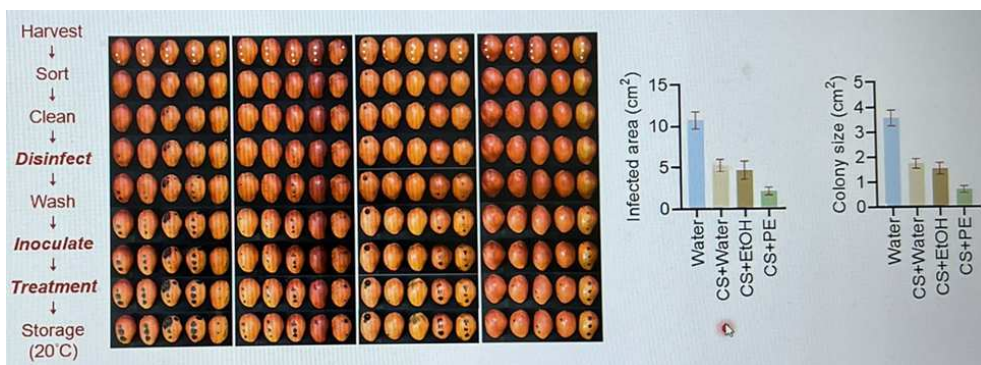 Harvest
↓
Sort
↓
Clean
↓
Disinfect
↓
Wash
↓
Inoculate
↓
Treatment
↓
Storage
(20°C)
Infected area (cm²)
15
10
5
0
Water
CS+Water
CS+EtOH
CS+PE
Colony size (cm²)
5
4
3
2
1
0
Water
CS+Water
CS+EtOH
CS+PE